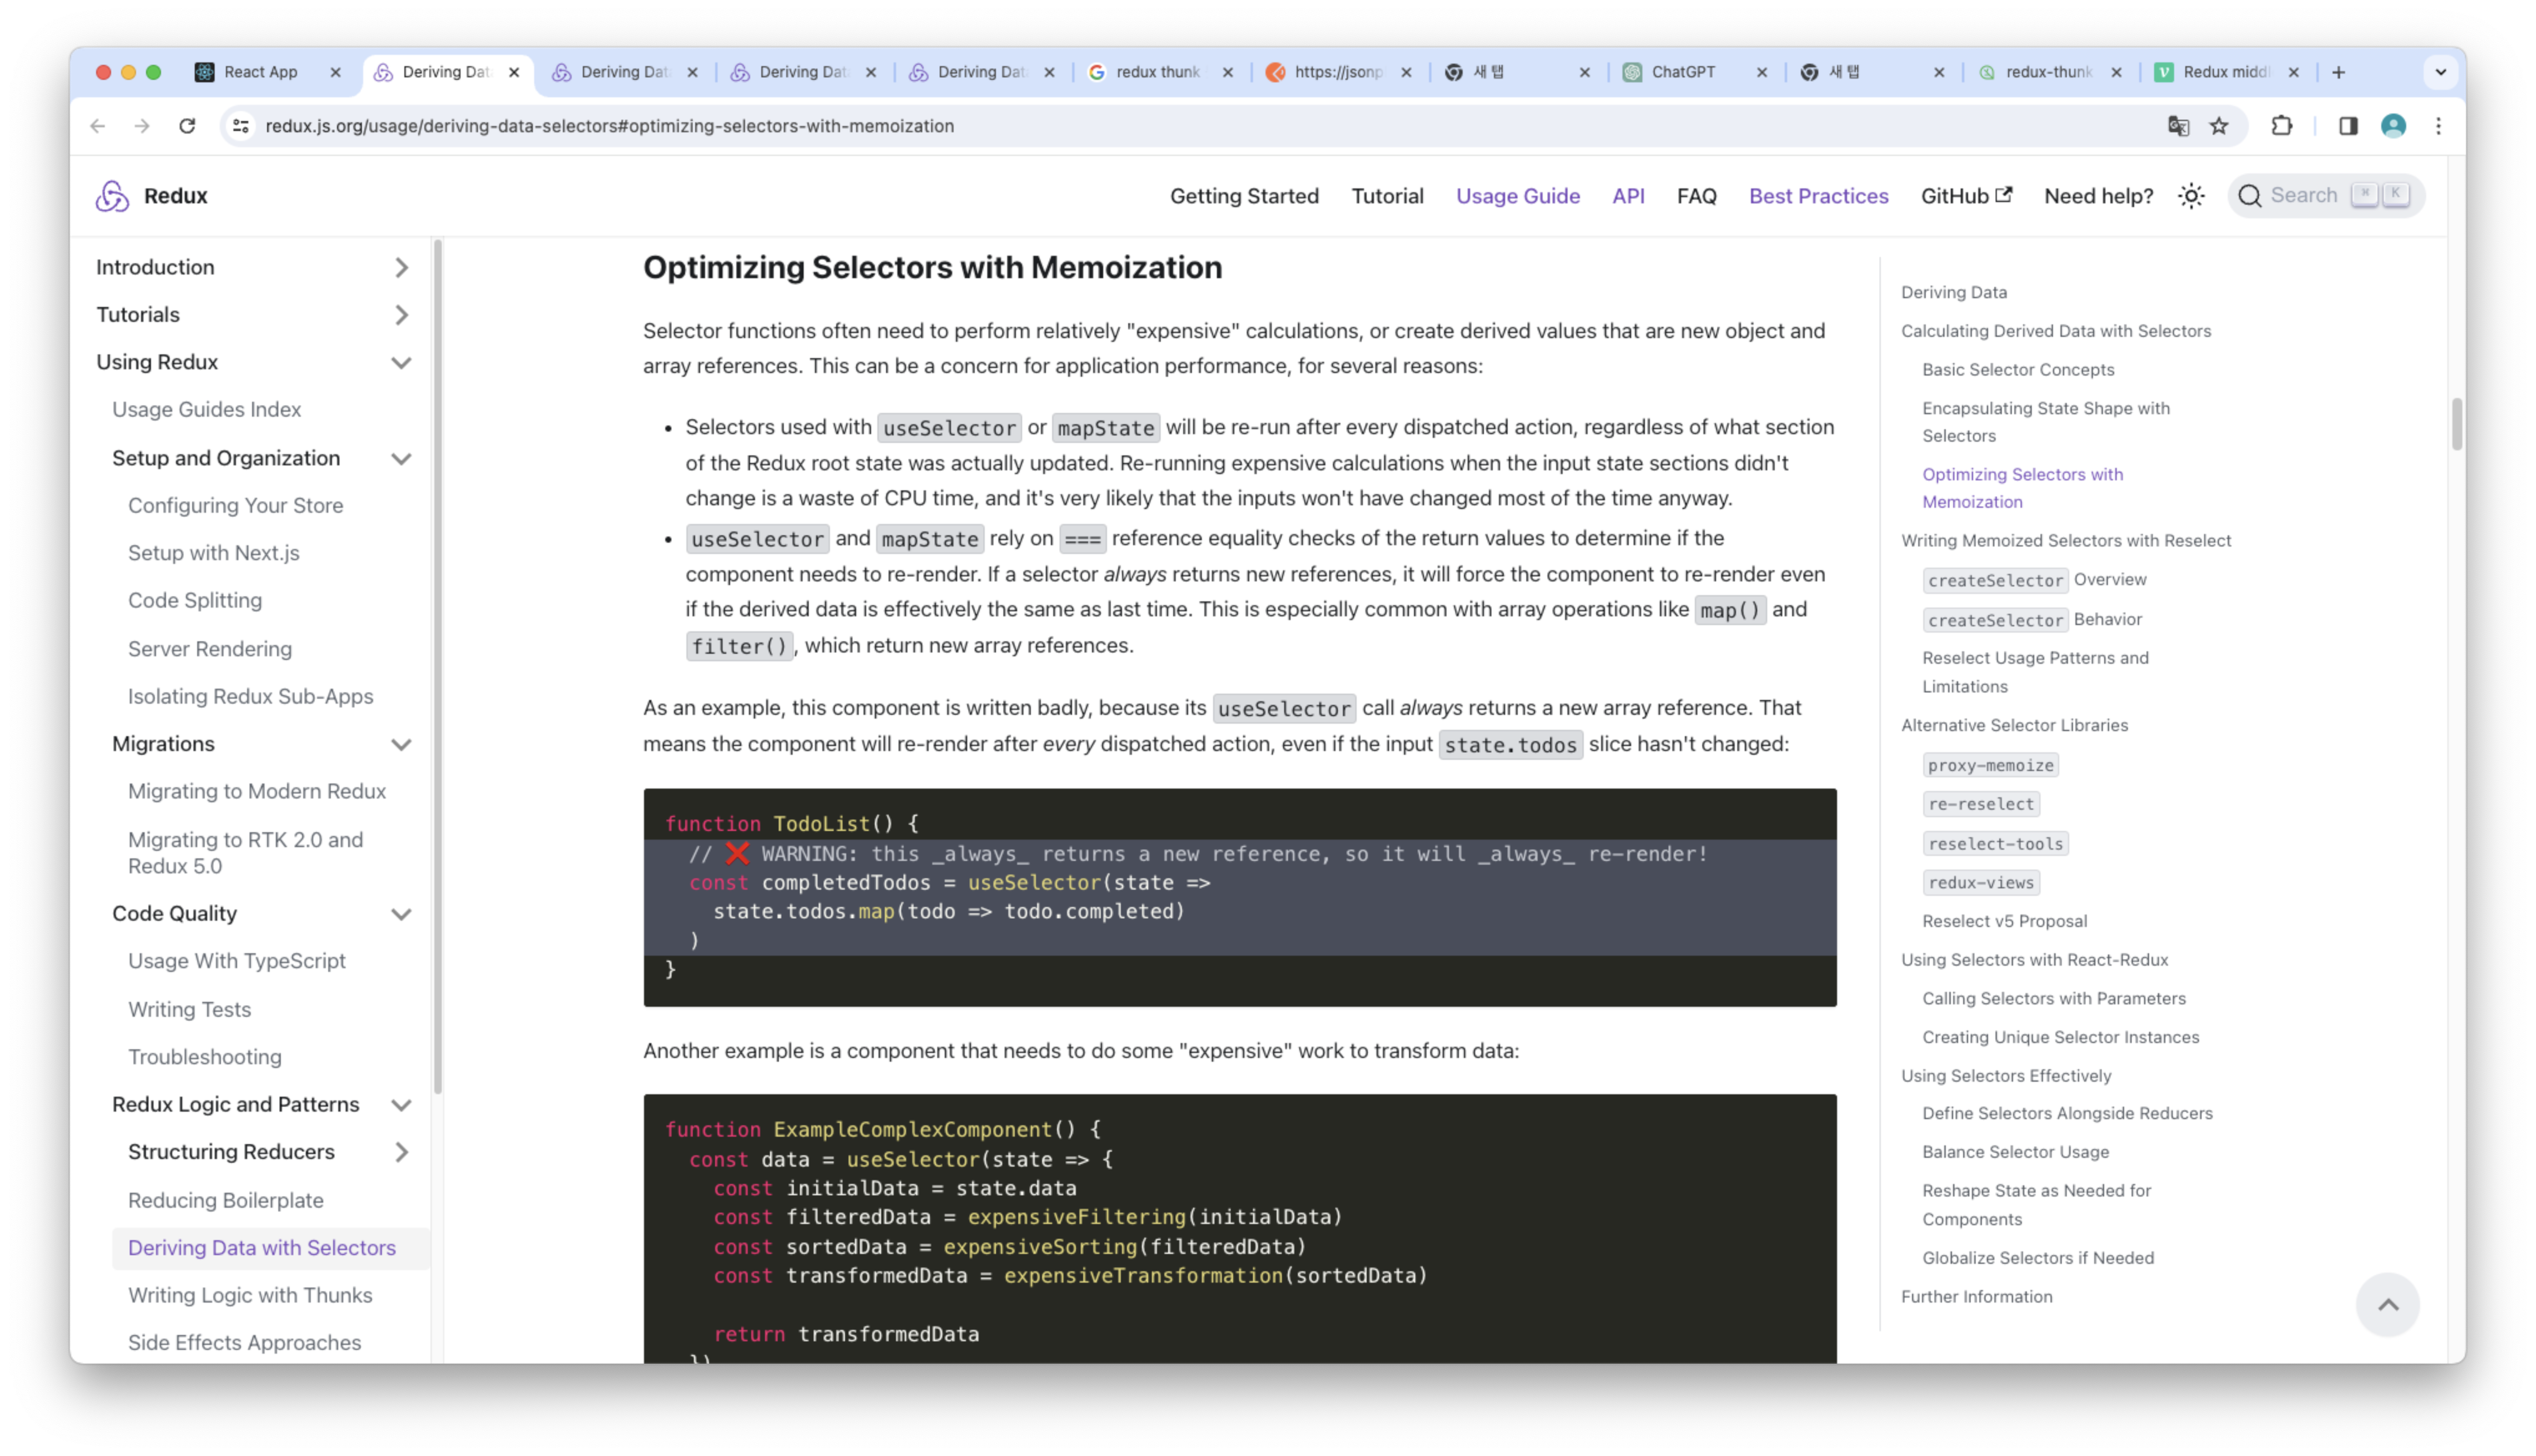 React App
Deriving Dat
Deriving Dat
Deriving Dat
Deriving Dat
redux thunk
https://jsonp
새 탭
ChatGPT
새 탭
redux-thunk
Redux middl
redux.js.org/usage/deriving-data-selectors#optimizing-selectors-with-memoization
Redux
Getting Started
Tutorial
Usage Guide
API
FAQ
Best Practices
GitHub
Need help?
Search ⌘ K
Introduction
Tutorials
Using Redux
Usage Guides Index
Setup and Organization
Configuring Your Store
Setup with Next.js
Code Splitting
Server Rendering
Isolating Redux Sub-Apps
Migrations
Migrating to Modern Redux
Migrating to RTK 2.0 and
Redux 5.0
Code Quality
Usage With TypeScript
Writing Tests
Troubleshooting
Redux Logic and Patterns
Structuring Reducers
Reducing Boilerplate
Deriving Data with Selectors
Writing Logic with Thunks
Side Effects Approaches
Optimizing Selectors with Memoization
Selector functions often need to perform relatively "expensive" calculations, or create derived values that are new object and
array references. This can be a concern for application performance, for several reasons:
• Selectors used with useSelector or mapState will be re-run after every dispatched action, regardless of what section
of the Redux root state was actually updated. Re-running expensive calculations when the input state sections didn't
change is a waste of CPU time, and it's very likely that the inputs won't have changed most of the time anyway.
• useSelector and mapState rely on === reference equality checks of the return values to determine if the
component needs to re-render. If a selector always returns new references, it will force the component to re-render even
if the derived data is effectively the same as last time. This is especially common with array operations like map() and
filter(), which return new array references.
As an example, this component is written badly, because its useSelector call always returns a new array reference. That
means the component will re-render after every dispatched action, even if the input state.todos slice hasn't changed:
function TodoList() {
// ❌ WARNING: this _always_ returns a new reference, so it will _always_ re-render!
const completedTodos = useSelector(state =>
state.todos.map(todo => todo.completed)
)
}
Another example is a component that needs to do some "expensive" work to transform data:
function ExampleComplexComponent() {
const data = useSelector(state => {
const initialData = state.data
const filteredData = expensiveFiltering(initialData)
const sortedData = expensiveSorting(filteredData)
const transformedData = expensiveTransformation(sortedData)
return transformedData
})
Deriving Data
Calculating Derived Data with Selectors
Basic Selector Concepts
Encapsulating State Shape with
Selectors
Optimizing Selectors with
Memoization
Writing Memoized Selectors with Reselect
createSelector Overview
createSelector Behavior
Reselect Usage Patterns and
Limitations
Alternative Selector Libraries
proxy-memoize
re-reselect
reselect-tools
redux-views
Reselect v5 Proposal
Using Selectors with React-Redux
Calling Selectors with Parameters
Creating Unique Selector Instances
Using Selectors Effectively
Define Selectors Alongside Reducers
Balance Selector Usage
Reshape State as Needed for
Components
Globalize Selectors if Needed
Further Information